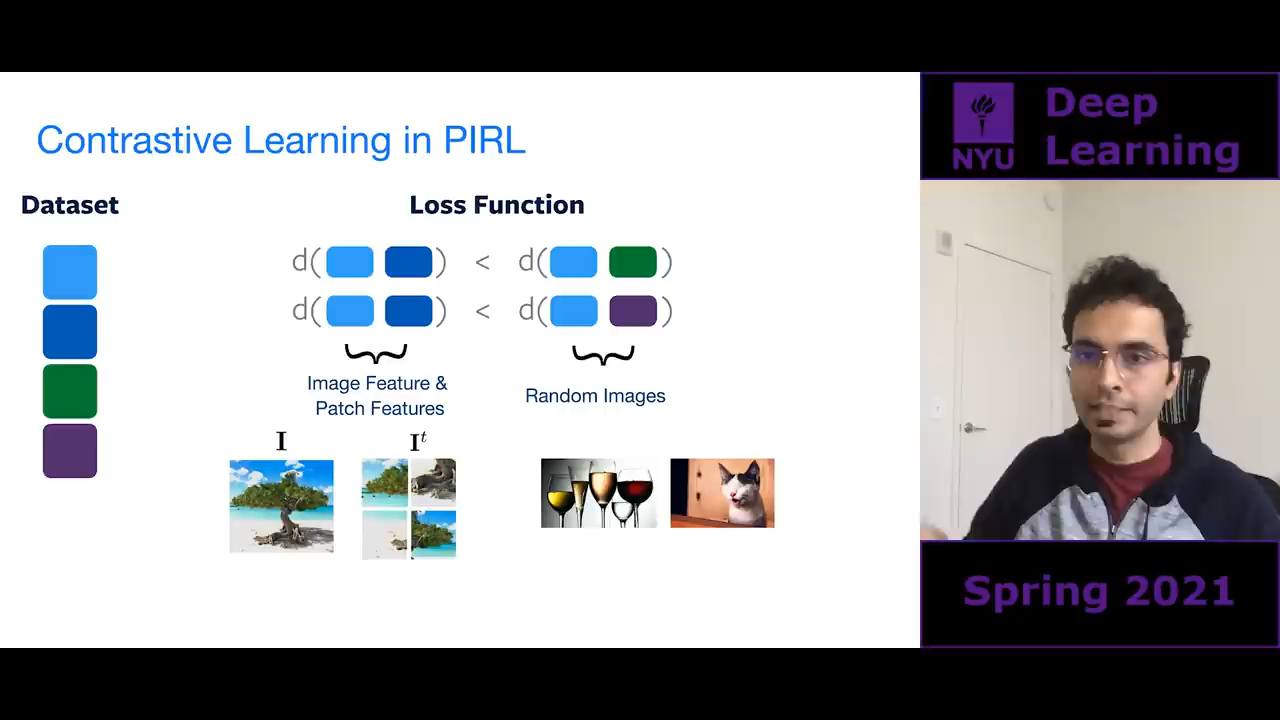 Contrastive Learning in PIRL
Dataset
Loss Function
d( ) < d( )
d( ) < d( )
Image Feature &
Patch Features
Random Images
I
I^t
NYU
Deep
Learning
Spring 2021